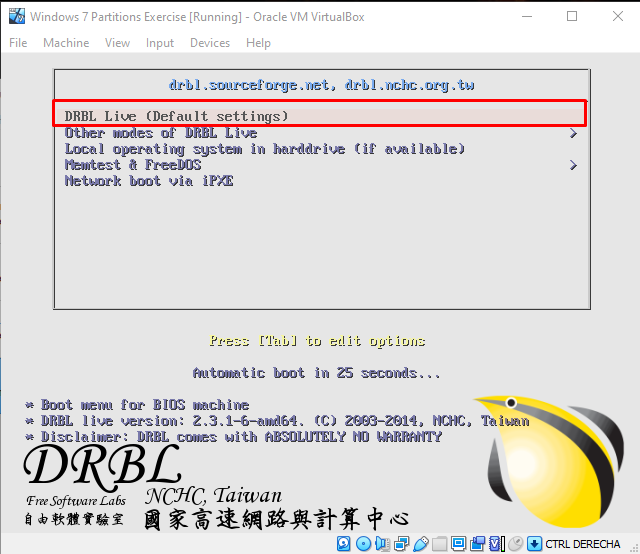 Windows 7 Partitions Exercise [Running] - Oracle VM VirtualBox
File Machine View Input Devices Help
drbl.sourceforge.net, drbl.nchc.org.tw
DRBL Live (Default settings)
Other modes of DRBL Live >
Local operating system in harddrive (if available)
Memtest & FreeDOS >
Network boot via iPXE
Press [Tab] to edit options
Automatic boot in 25 seconds...
* Boot menu for BIOS machine
* DRBL live version: 2.3.1-6-amd64. (C) 2003-2014, NCHC, Taiwan
* Disclaimer: DRBL comes with ABSOLUTELY NO WARRANTY
DRBL
Free Software Labs NCHC, Taiwan
自由軟體實驗室 國家高速網路與計算中心
CTRL DERECHA